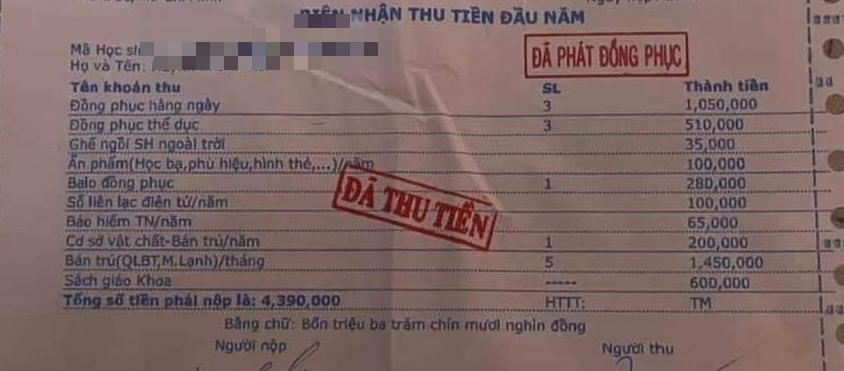 NHẬN THU TIỀN ĐẦU NĂM
Mã Học
Họ và Tên:
ĐÃ PHÁT ĐỒNG PHỤC
Tên khoản thu SL Thành tiền
Đồng phục hàng ngày 3 1,050,000
Đồng phục thể dục 3 510,000
Ghế ngồi SH ngoài trời 35,000
Ấn phẩm(Học bạ,phù hiệu,hình thẻ,...)/năm 100,000
Balo đồng phục 1 280,000
Sổ liên lạc điện tử/năm 100,000
ĐÃ THU TIỀN
Bảo hiểm TN/năm 65,000
Cơ sở vật chất-Bán trú/năm 1 200,000
Bán trú(QLBT,M.Lạnh)/tháng 5 1,450,000
Sách giáo Khoa ----- 600,000
Tổng số tiền phải nộp là: 4,390,000 HTTT: TM
Bằng chữ: Bốn triệu ba trăm chín mươi nghìn đồng
Người nộp Người thu